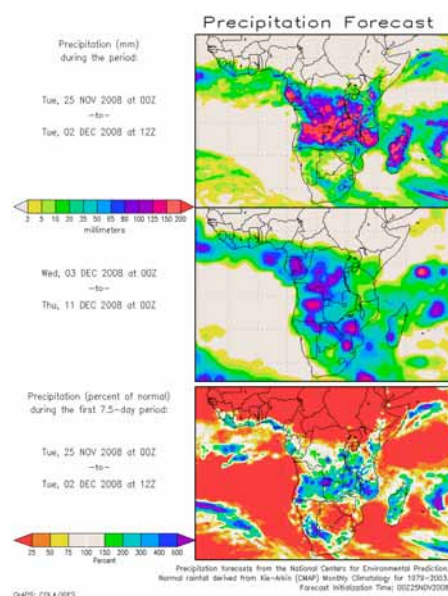 Precipitation Forecast
Precipitation (mm)
during the period:
Tue, 25 NOV 2008 at 00Z
-to-
Tue, 02 DEC 2008 at 12Z
2 5 10 20 35 50 65 80 100 125 150 200
millimeters
Wed, 03 DEC 2008 at 00Z
-to-
Thu, 11 DEC 2008 at 00Z
Precipitation (percent of normal)
during the first 7.5-day period:
Tue, 25 NOV 2008 at 00Z
-to-
Tue, 02 DEC 2008 at 12Z
25 50 75 100 150 200 300 400 600
Percent
Precipitation forecasts from the National Centers for Environmental Prediction.
Normal rainfall derived from Xie-Arkin (CMAP) Monthly Climatology for 1979-2003.
Forecast Initialization Time: 00Z25NOV2008
GrADS: COLA/IGES